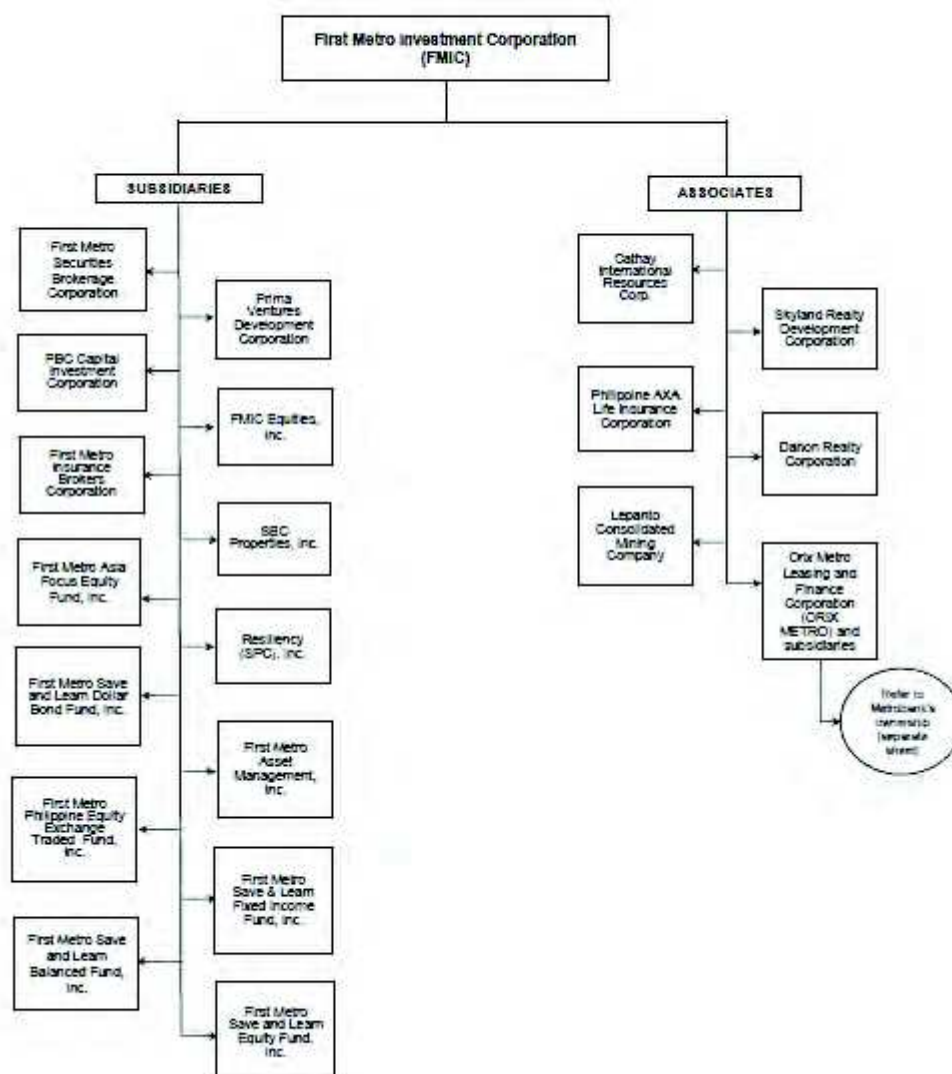 First Metro Investment Corporation
(FMIC)
SUBSIDIARIES
First Metro
Securities
Brokerage
Corporation
Prima
Ventures
Development
Corporation
PBC Capital
Investment
Corporation
FMIC Equities,
Inc.
First Metro
Insurance
Brokers
Corporation
SBC
Properties, Inc.
First Metro Asia
Focus Equity
Fund, Inc.
Resiliency
(SPC), Inc.
First Metro Save
and Learn Dollar
Bond Fund, Inc.
First Metro
Asset
Management,
Inc.
First Metro
Philippine Equity
Exchange
Traded Fund,
Inc.
First Metro
Save & Learn
Fixed Income
Fund, Inc.
First Metro Save
and Learn
Balanced Fund,
Inc.
First Metro
Save and Learn
Equity Fund,
Inc.
ASSOCIATES
Cathay
International
Resources
Corp.
Skyland Realty
Development
Corporation
Philippine AXA
Life Insurance
Corporation
Dahon Realty
Corporation
Lepanto
Consolidated
Mining
Company
Orix Metro
Leasing and
Finance
Corporation
(ORIX
METRO) and
subsidiaries
Refer to
Metrobank's
ownership
(separate
sheet)